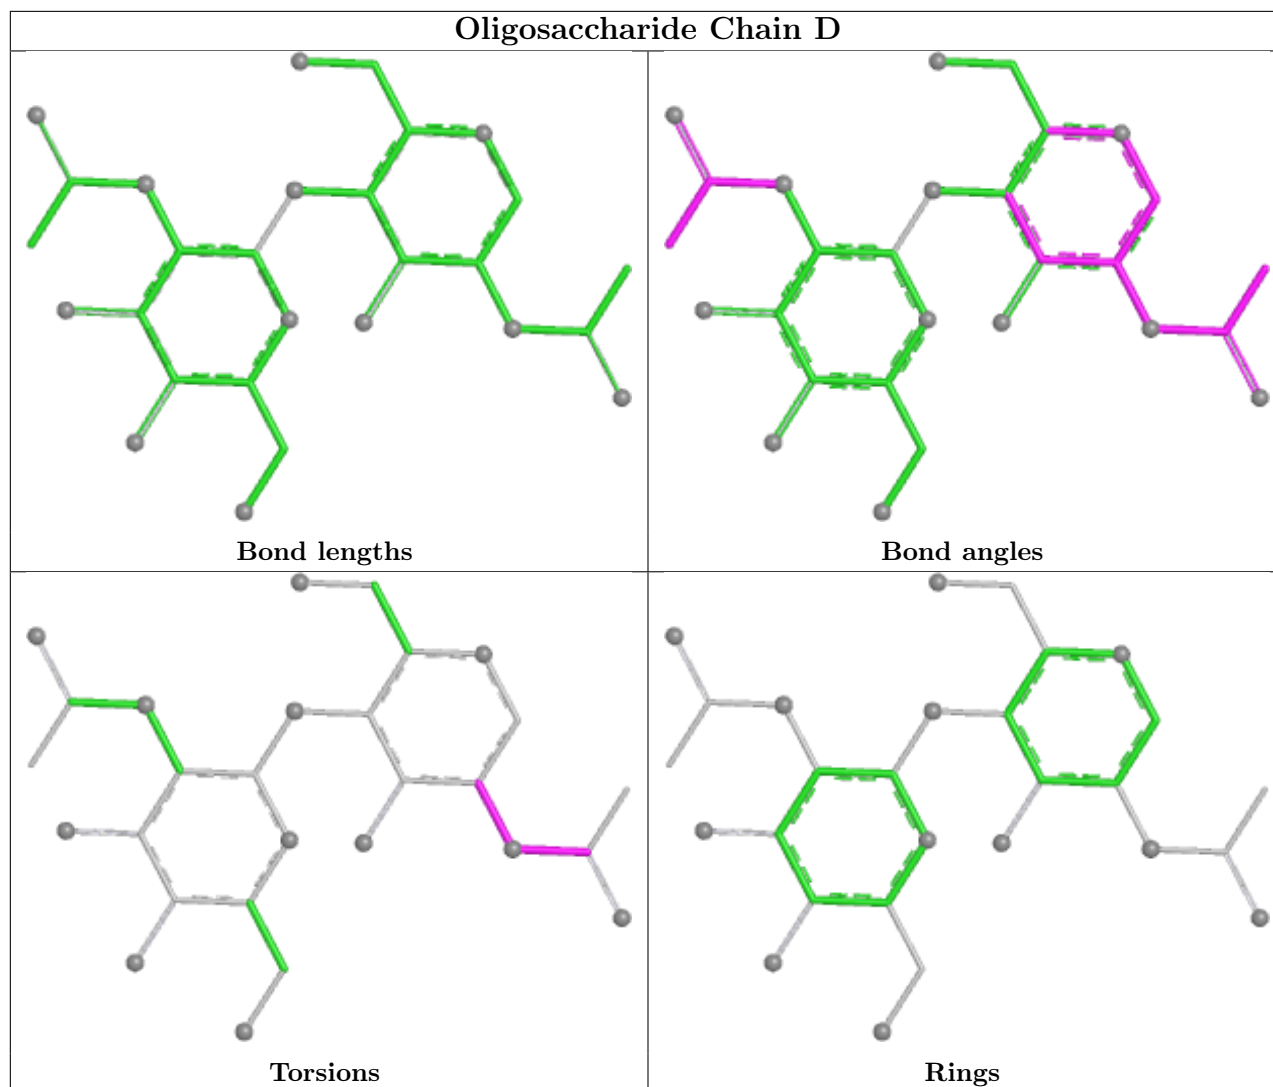 Oligosaccharide Chain D
Bond lengths
Bond angles
Torsions
Rings